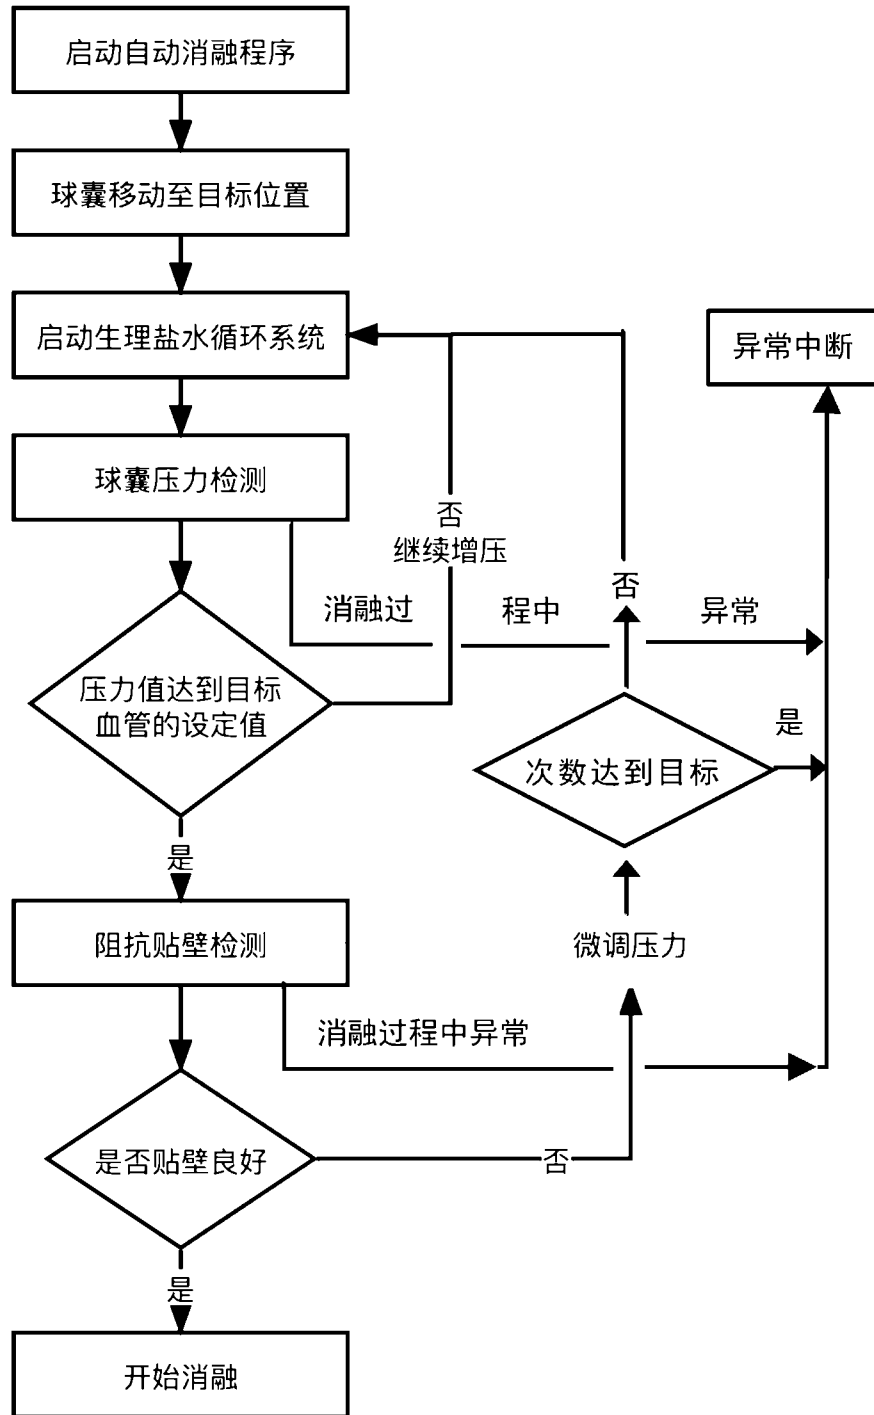 启动自动消融程序
球囊移动至目标位置
启动生理盐水循环系统
异常中断
球囊压力检测
否
继续增压
否
消融过 程中 异常
压力值达到目标
血管的设定值
是
次数达到目标
是
阻抗贴壁检测
微调压力
消融过程中异常
是否贴壁良好
否
是
开始消融